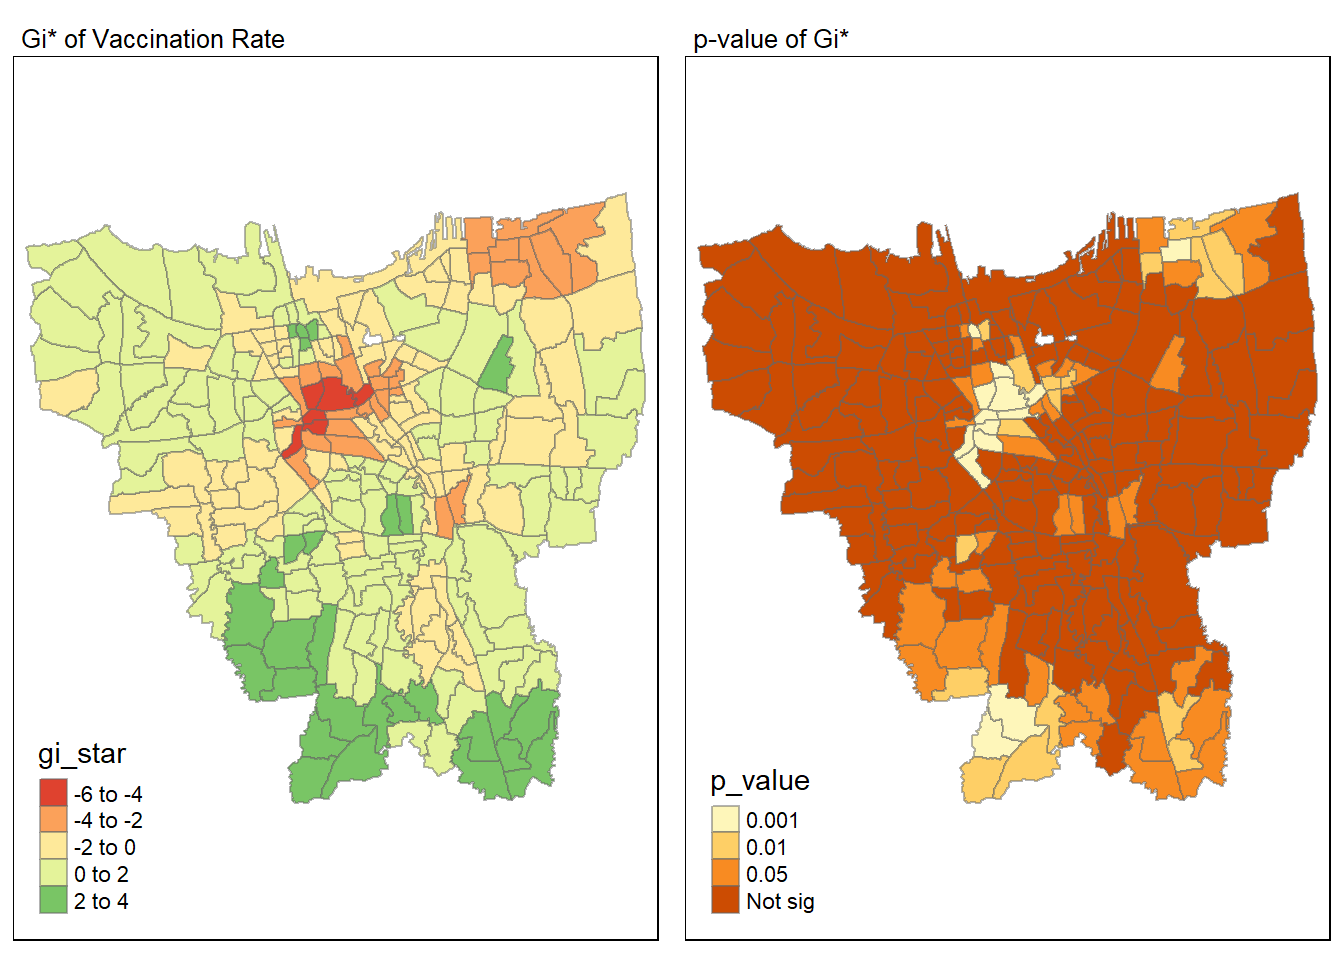 Gi* of Vaccination Rate
gi_star
-6 to -4
-4 to -2
-2 to 0
0 to 2
2 to 4
p-value of Gi*
p_value
0.001
0.01
0.05
Not sig